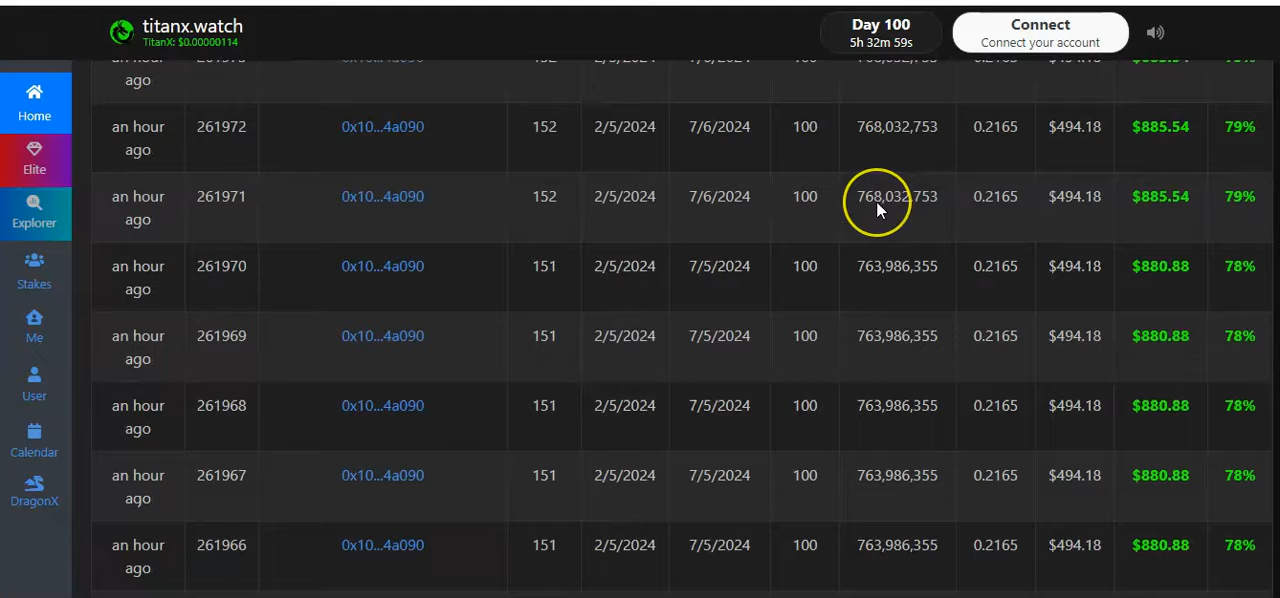 titanx.watch
TitanX: $0.00000114
Day 100
5h 32m 59s
Connect
Connect your account
Home
Elite
Explorer
Stakes
Me
User
Calendar
DragonX
ago
an hour ago 261972 0x10...4a090 152 2/5/2024 7/6/2024 100 768,032,753 0.2165 $494.18 $885.54 79%
an hour ago 261971 0x10...4a090 152 2/5/2024 7/6/2024 100 768,032,753 0.2165 $494.18 $885.54 79%
an hour ago 261970 0x10...4a090 151 2/5/2024 7/5/2024 100 763,986,355 0.2165 $494.18 $880.88 78%
an hour ago 261969 0x10...4a090 151 2/5/2024 7/5/2024 100 763,986,355 0.2165 $494.18 $880.88 78%
an hour ago 261968 0x10...4a090 151 2/5/2024 7/5/2024 100 763,986,355 0.2165 $494.18 $880.88 78%
an hour ago 261967 0x10...4a090 151 2/5/2024 7/5/2024 100 763,986,355 0.2165 $494.18 $880.88 78%
an hour ago 261966 0x10...4a090 151 2/5/2024 7/5/2024 100 763,986,355 0.2165 $494.18 $880.88 78%